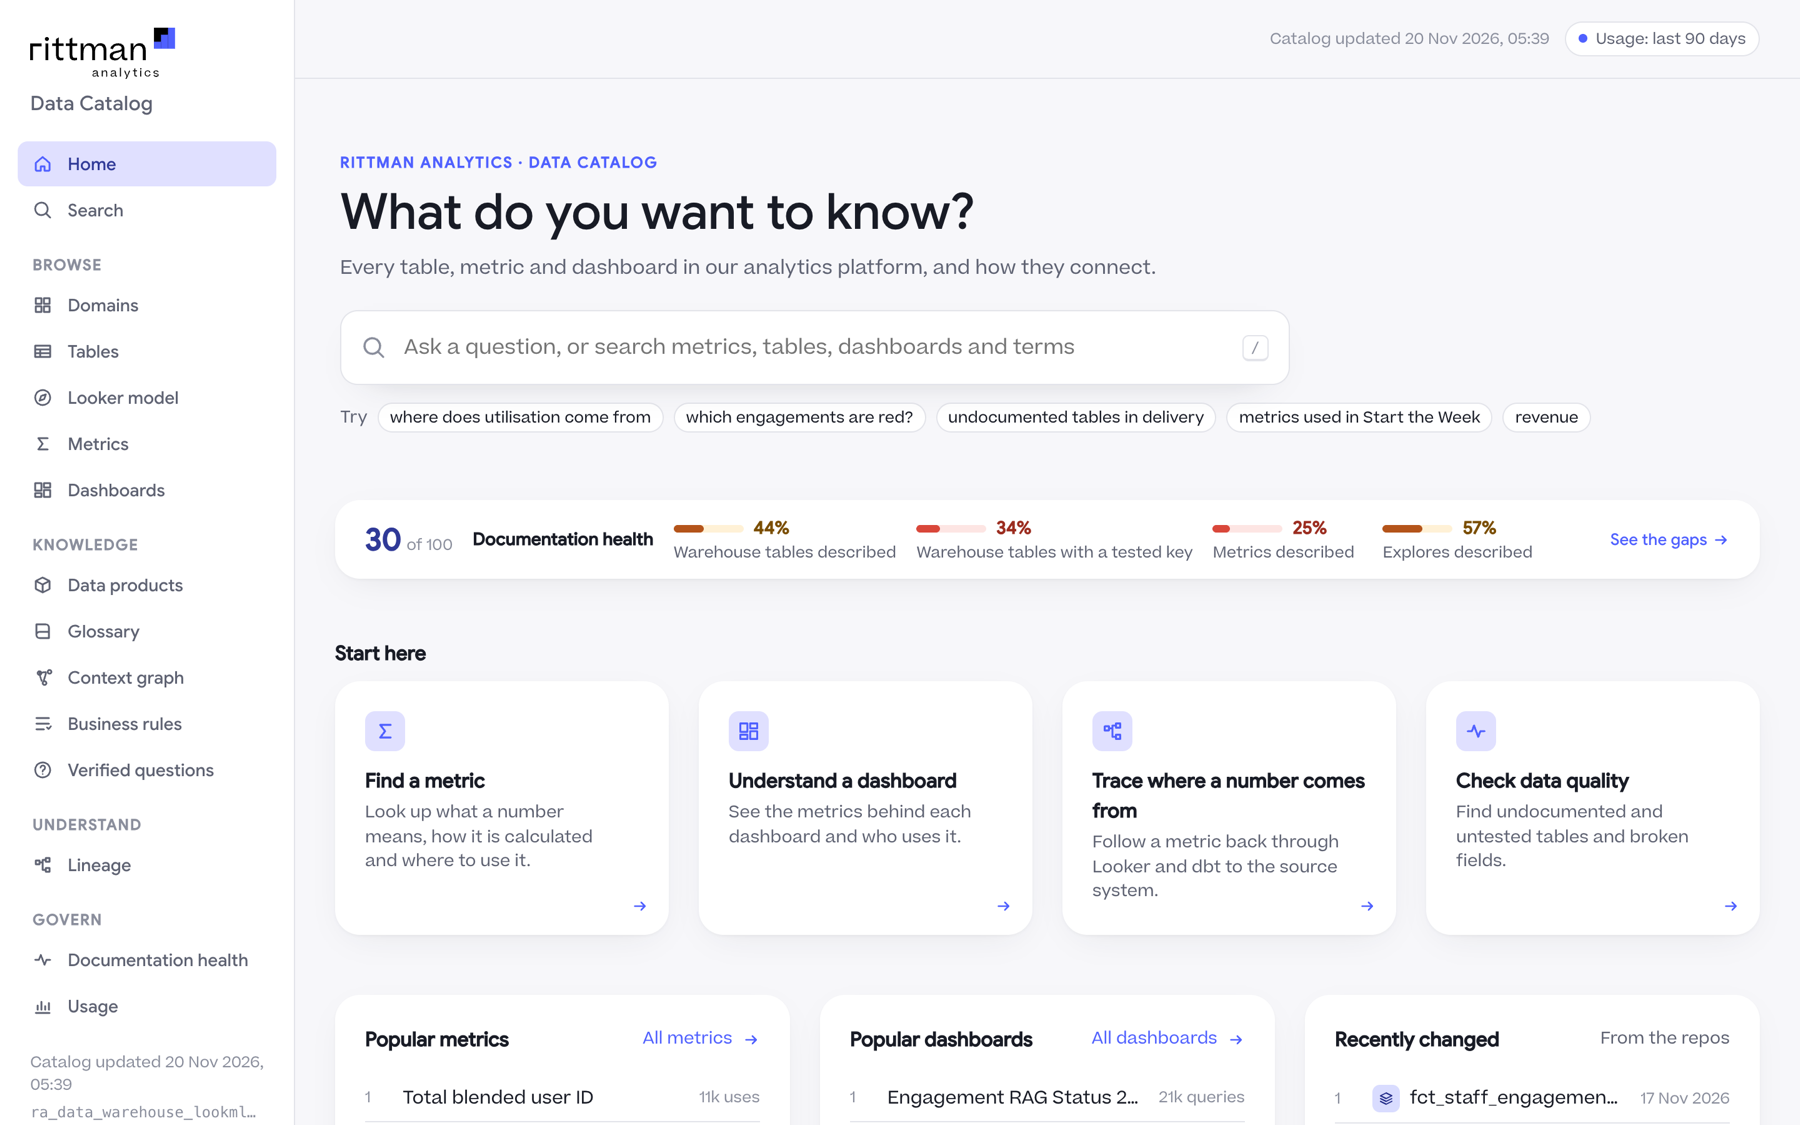 rittman
analytics
Data Catalog
Home
Search
BROWSE
Domains
Tables
Looker model
Metrics
Dashboards
KNOWLEDGE
Data products
Glossary
Context graph
Business rules
Verified questions
UNDERSTAND
Lineage
GOVERN
Documentation health
Usage
Catalog updated 20 Nov 2026,
05:39
ra_data_warehouse_lookml…
Catalog updated 20 Nov 2026, 05:39
Usage: last 90 days
RITTMAN ANALYTICS · DATA CATALOG
What do you want to know?
Every table, metric and dashboard in our analytics platform, and how they connect.
Ask a question, or search metrics, tables, dashboards and terms
/
Try
where does utilisation come from
which engagements are red?
undocumented tables in delivery
metrics used in Start the Week
revenue
30 of 100
Documentation health
44%
Warehouse tables described
34%
Warehouse tables with a tested key
25%
Metrics described
57%
Explores described
See the gaps →
Start here
Find a metric
Look up what a number
means, how it is calculated
and where to use it.
→
Understand a dashboard
See the metrics behind each
dashboard and who uses it.
→
Trace where a number comes
from
Follow a metric back through
Looker and dbt to the source
system.
→
Check data quality
Find undocumented and
untested tables and broken
fields.
→
Popular metrics
All metrics →
1 Total blended user ID 11k uses
Popular dashboards
All dashboards →
1 Engagement RAG Status 2… 21k queries
Recently changed
From the repos
1 fct_staff_engagemen… 17 Nov 2026